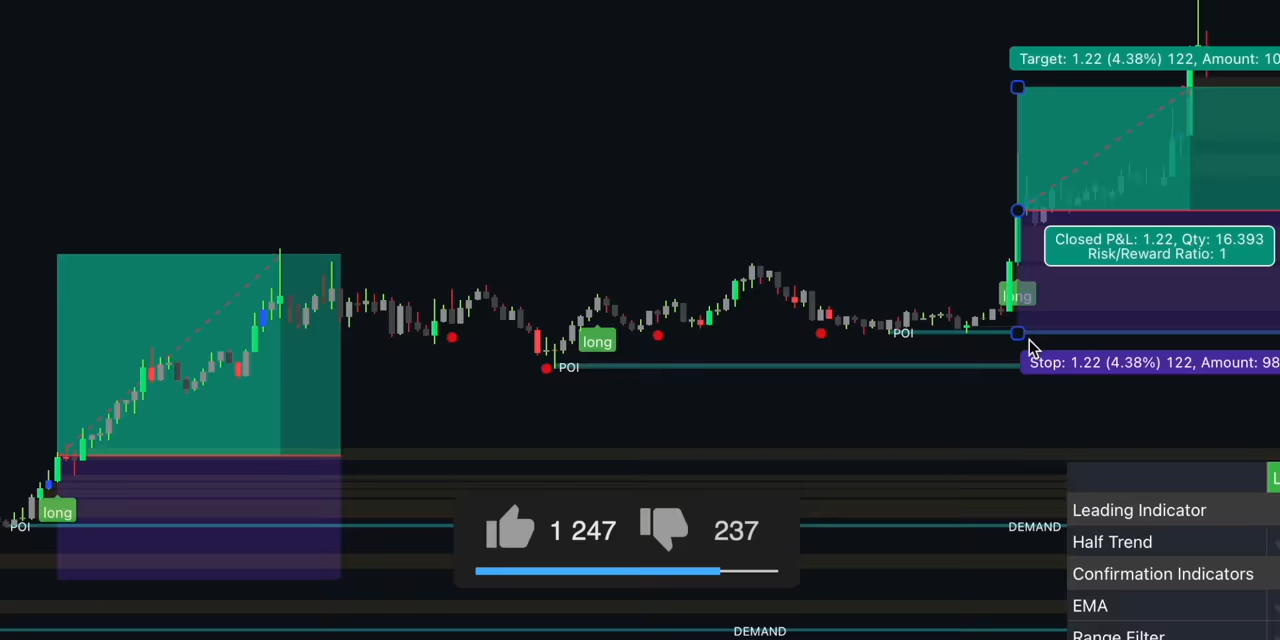 Target: 1.22 (4.38%) 122, Amount: 10
Closed P&L: 1.22, Qty: 16.393
Risk/Reward Ratio: 1
long
long
POI
Stop: 1.22 (4.38%) 122, Amount: 98
POI
long
POI
DEMAND
1 247
237
L
Leading Indicator
Half Trend
Confirmation Indicators
EMA
DEMAND
Range Filter